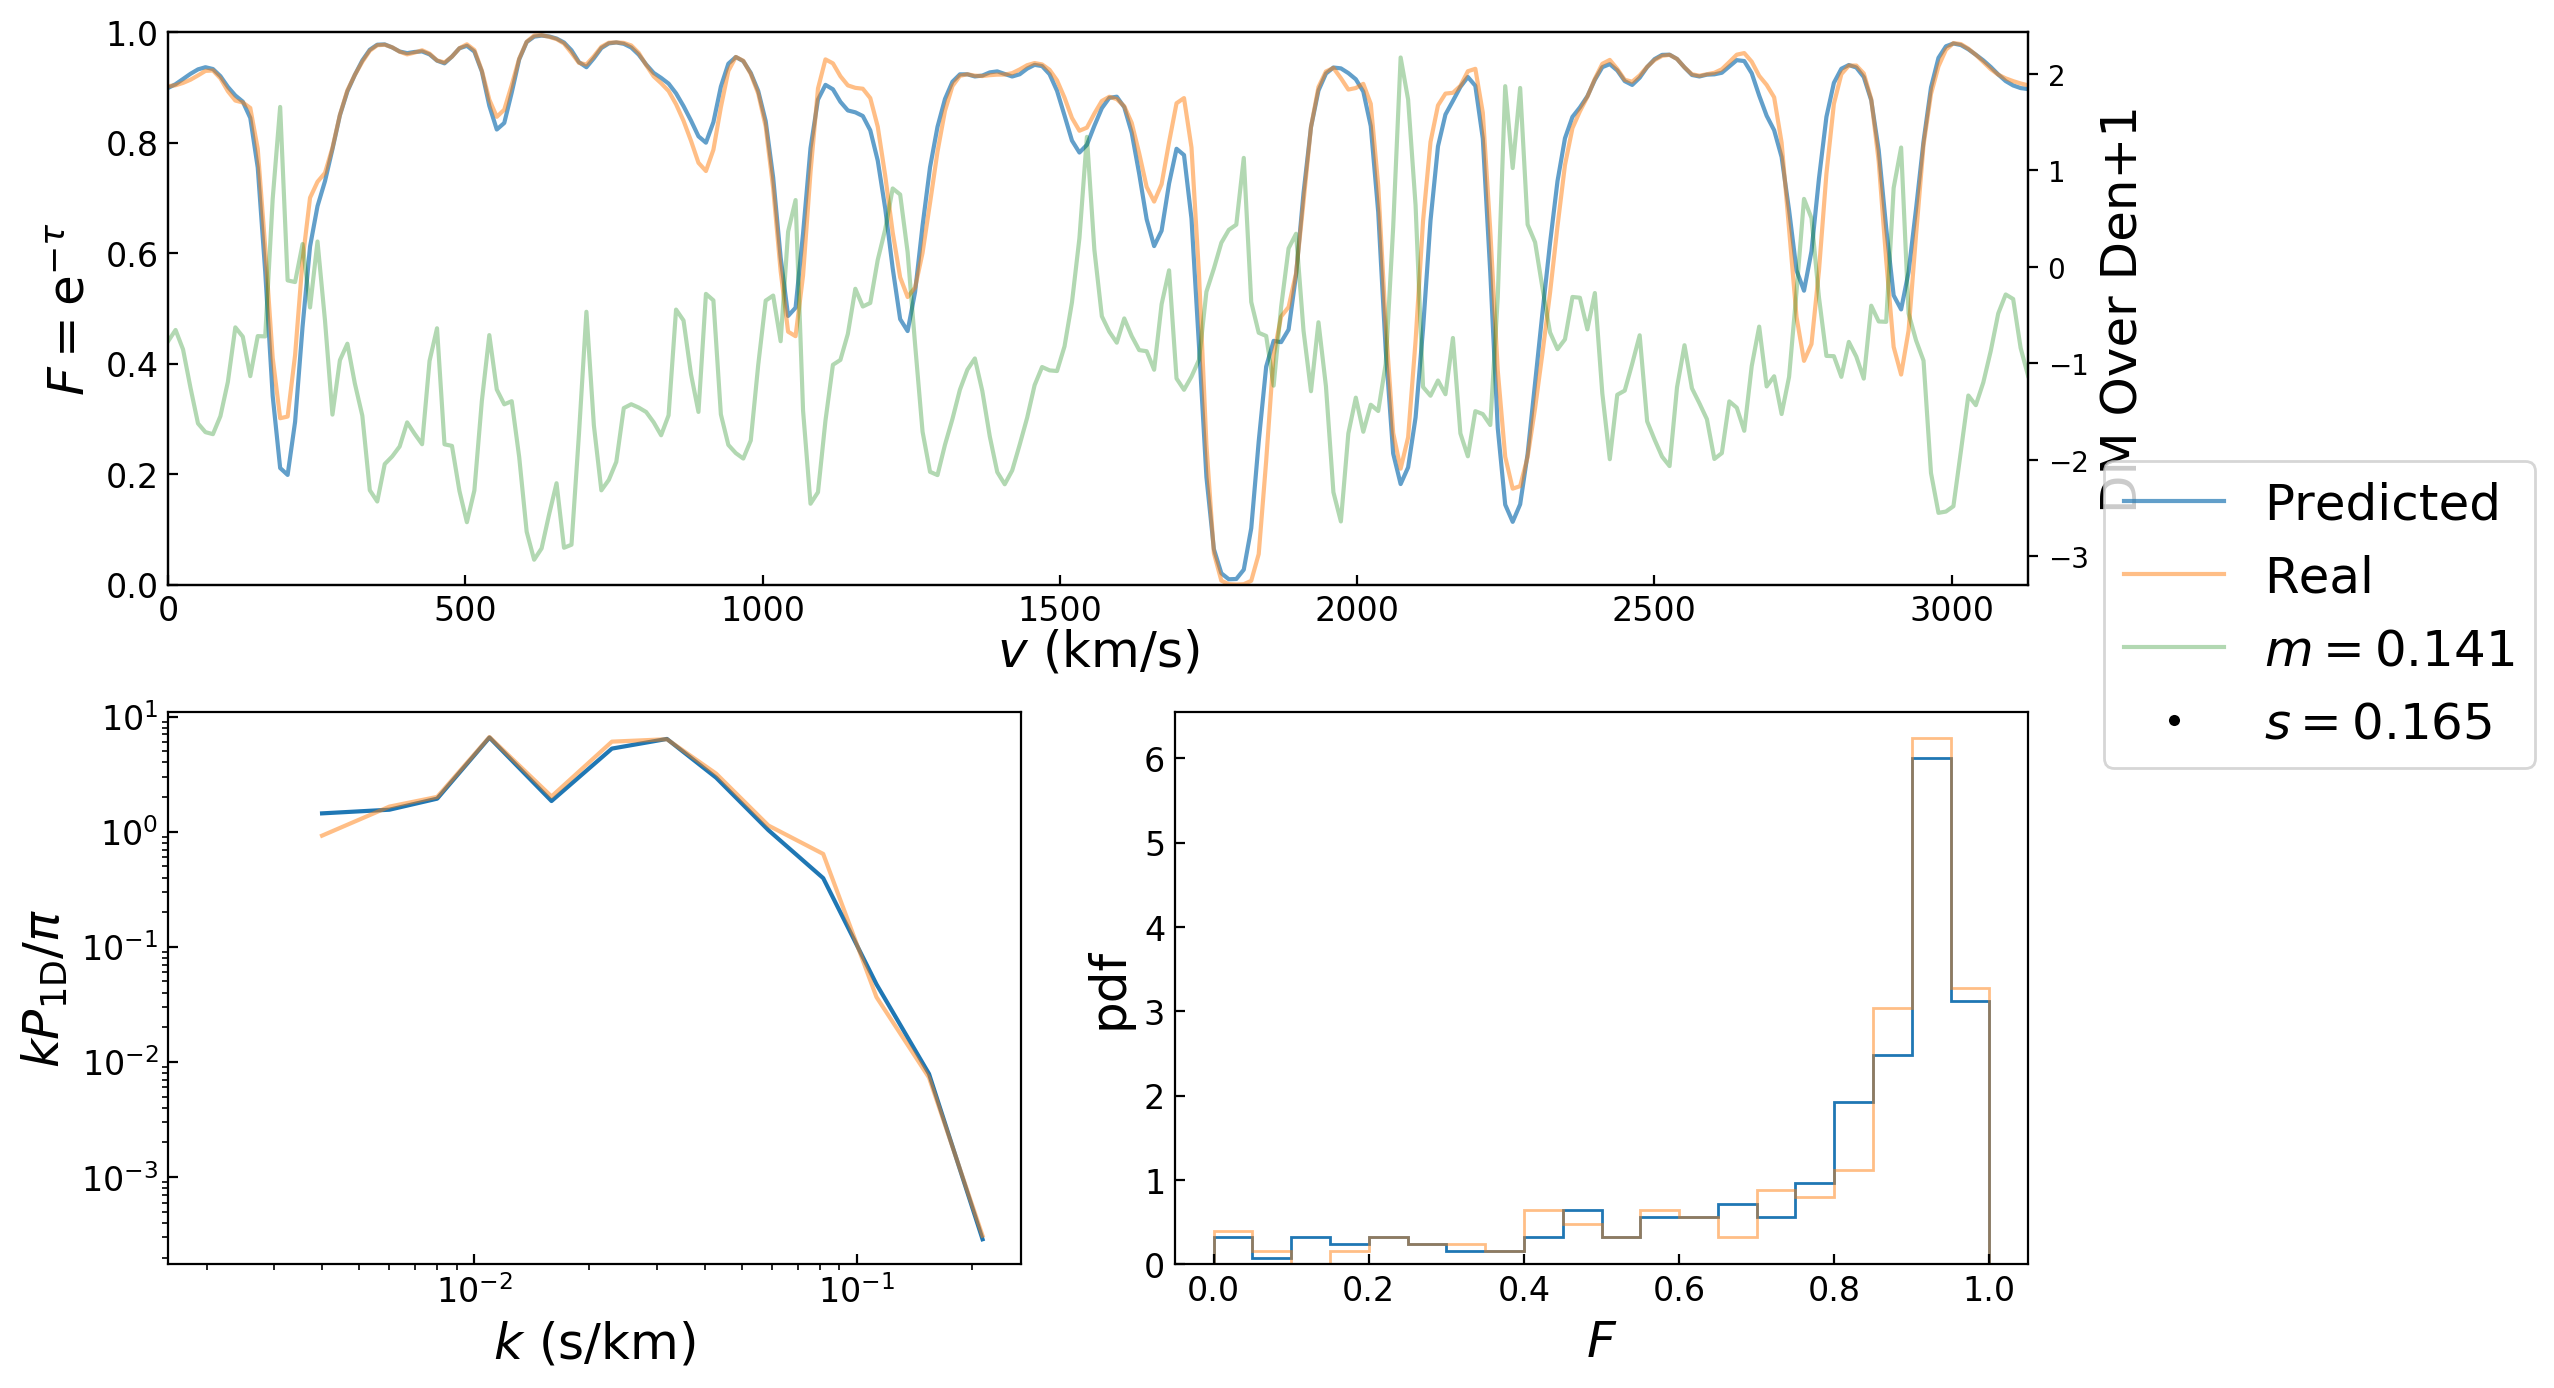 1.0
0.8
0.6
0.4
0.2
0.0
F = e^{−τ}
0 500 1000 1500 2000 2500 3000
v (km/s)
2
1
0
−1
−2
−3
DM Over Den+1
Predicted
Real
m = 0.141
s = 0.165
10^1
10^0
10^{−1}
10^{−2}
10^{−3}
kP_{1D}/π
10^{−2} 10^{−1}
k (s/km)
6
5
4
3
2
1
0
pdf
0.0 0.2 0.4 0.6 0.8 1.0
F